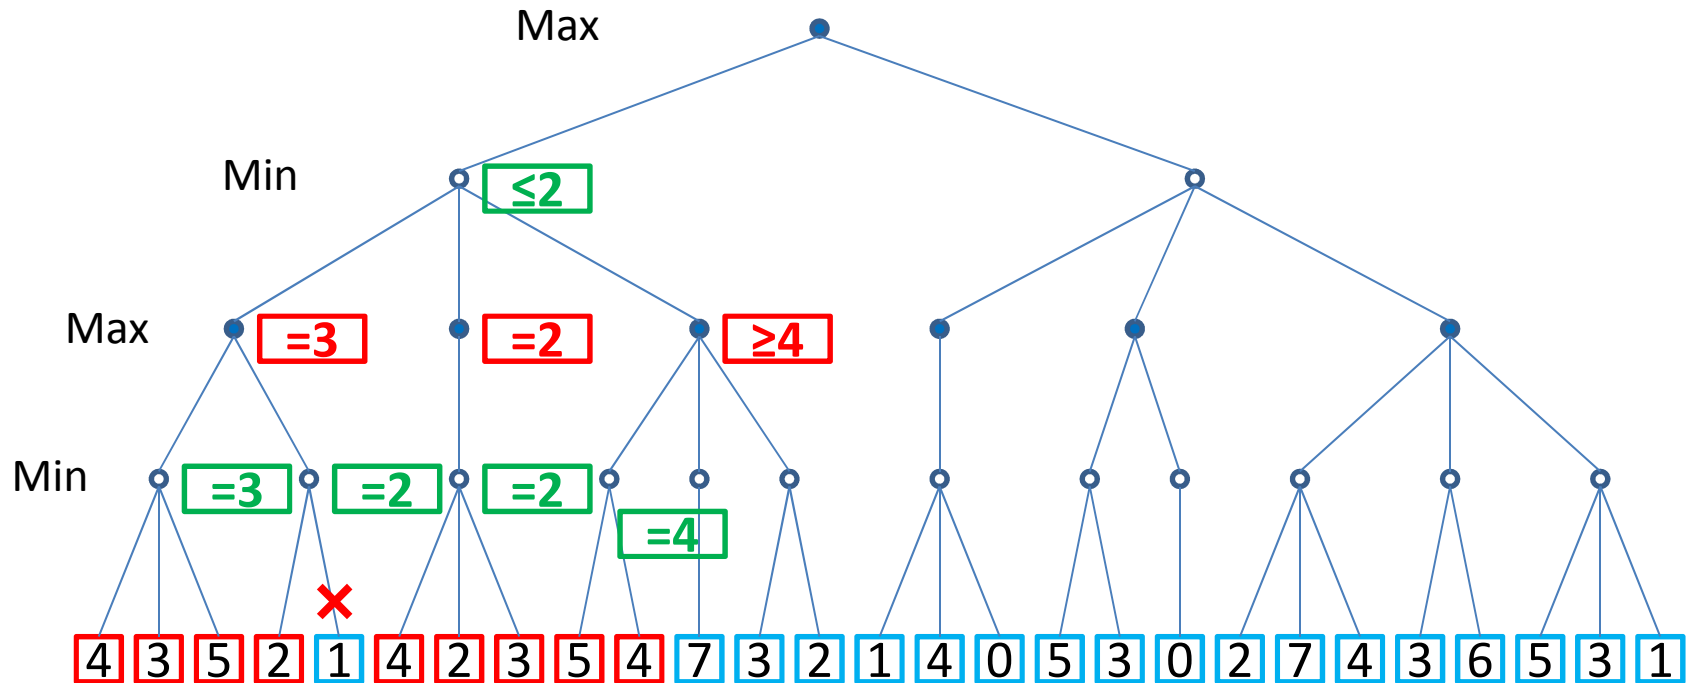 Max
Min ≤2
Max =3 =2 ≥4
Min =3 =2 =2
=4
4 3 5 2 1 4 2 3 5 4 7 3 2 1 4 0 5 3 0 2 7 4 3 6 5 3 1